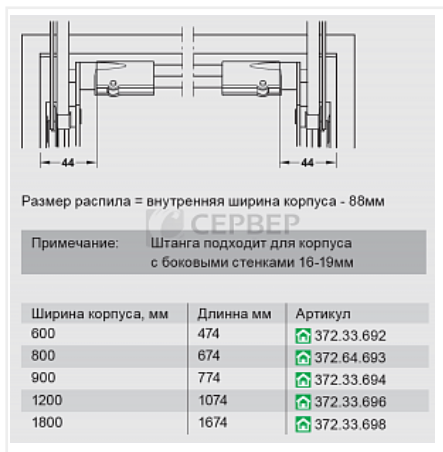 44
44
Размер распила = внутренняя ширина корпуса - 88мм
СЕРВЕР
Примечание: Штанга подходит для корпуса
с боковыми стенками 16-19мм
Ширина корпуса, мм Длинна мм Артикул
600 474 372.33.692
800 674 372.64.693
900 774 372.33.694
1200 1074 372.33.696
1800 1674 372.33.698